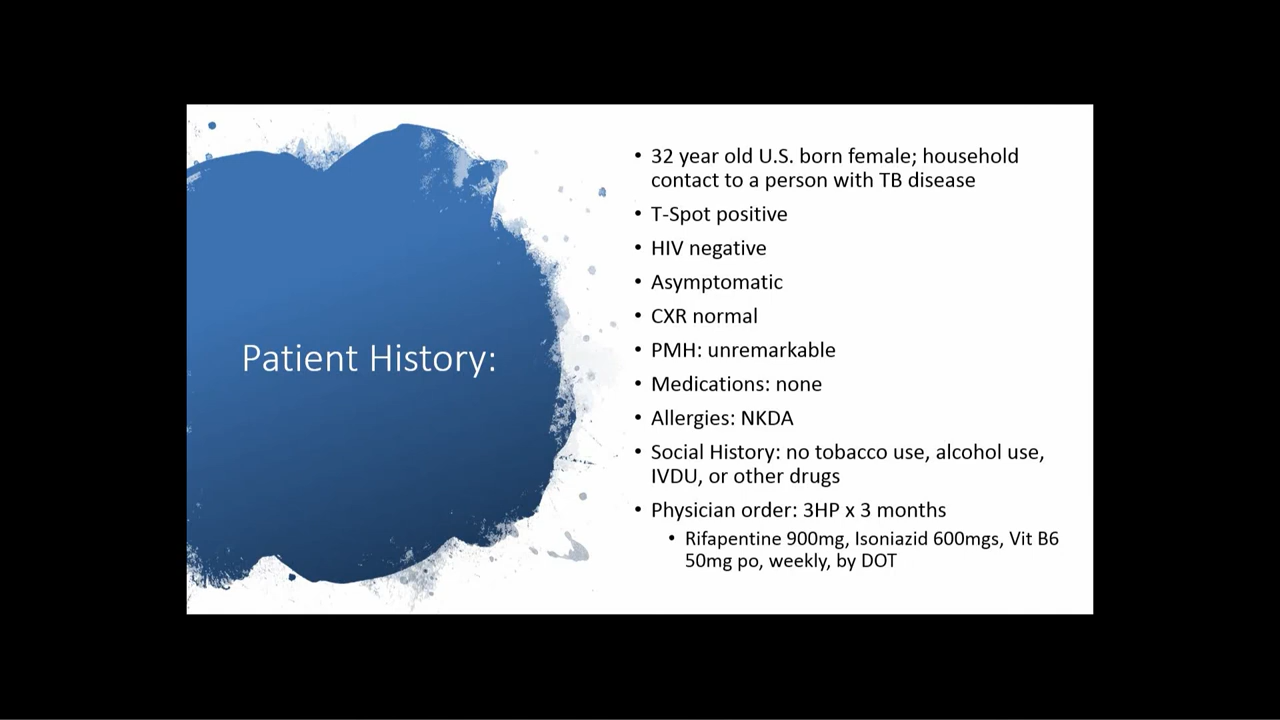 Patient History:
• 32 year old U.S. born female; household
contact to a person with TB disease
• T-Spot positive
• HIV negative
• Asymptomatic
• CXR normal
• PMH: unremarkable
• Medications: none
• Allergies: NKDA
• Social History: no tobacco use, alcohol use,
IVDU, or other drugs
• Physician order: 3HP x 3 months
• Rifapentine 900mg, Isoniazid 600mgs, Vit B6
50mg po, weekly, by DOT